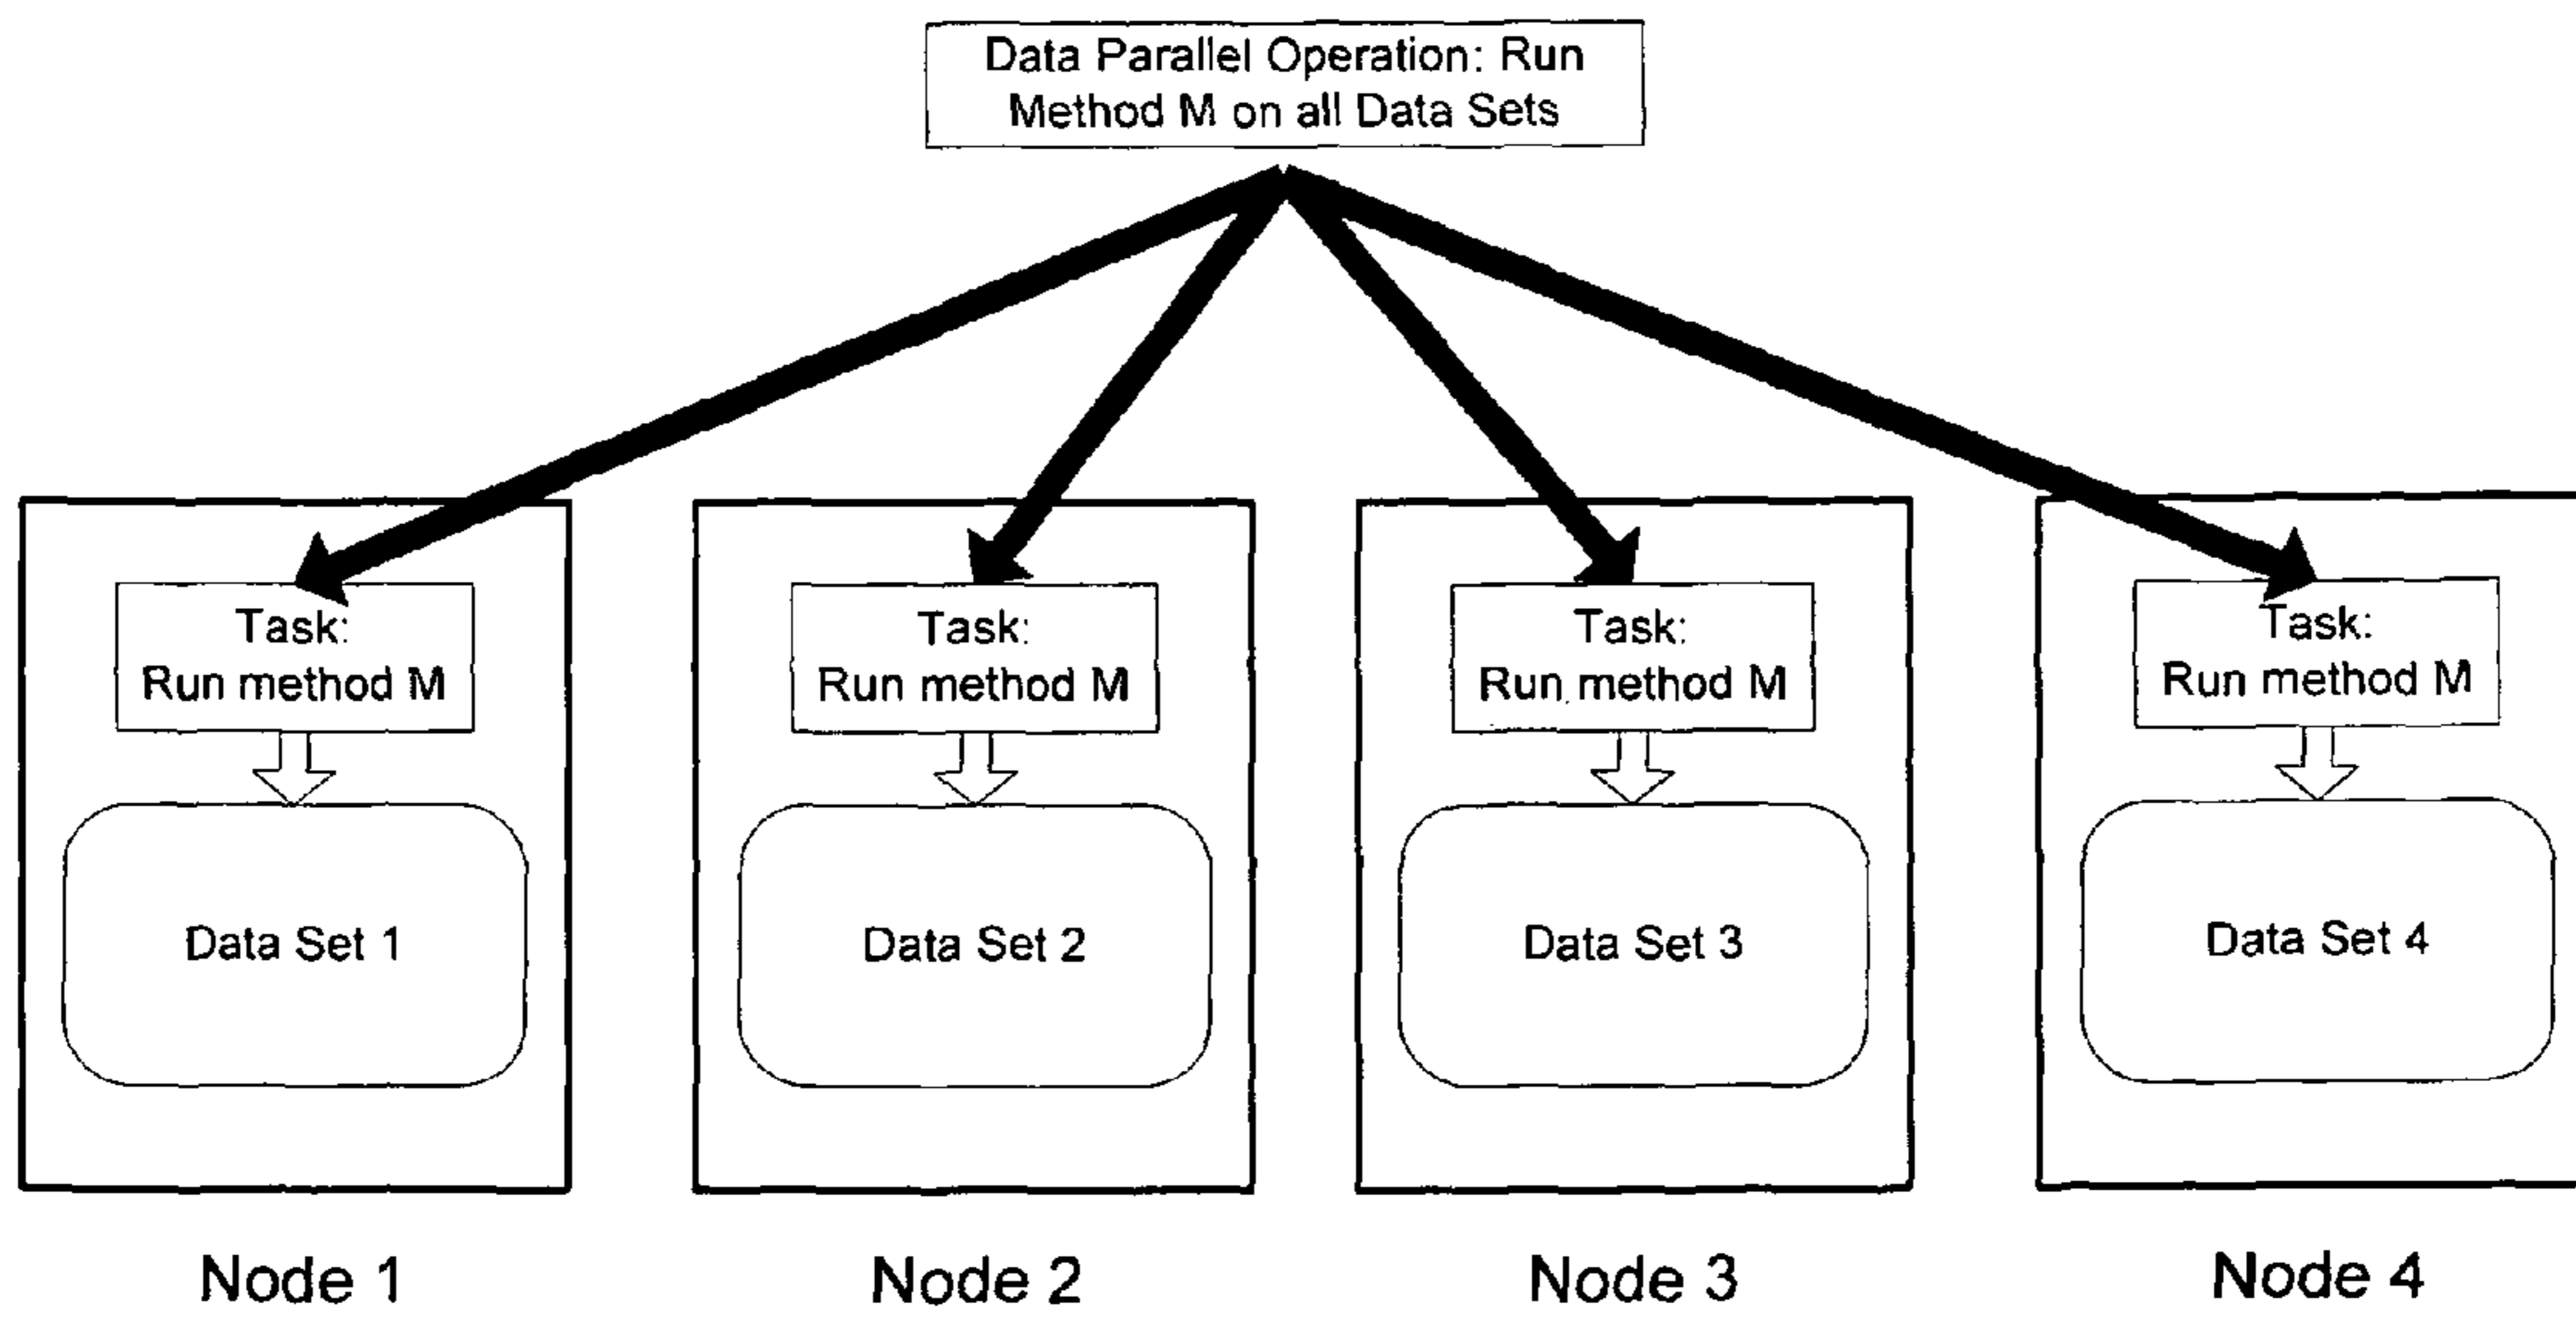 Data Parallel Operation: Run
Method M on all Data Sets
Task:
Run method M
Task:
Run method M
Task:
Run method M
Task:
Run method M
Data Set 1
Data Set 2
Data Set 3
Data Set 4
Node 1
Node 2
Node 3
Node 4